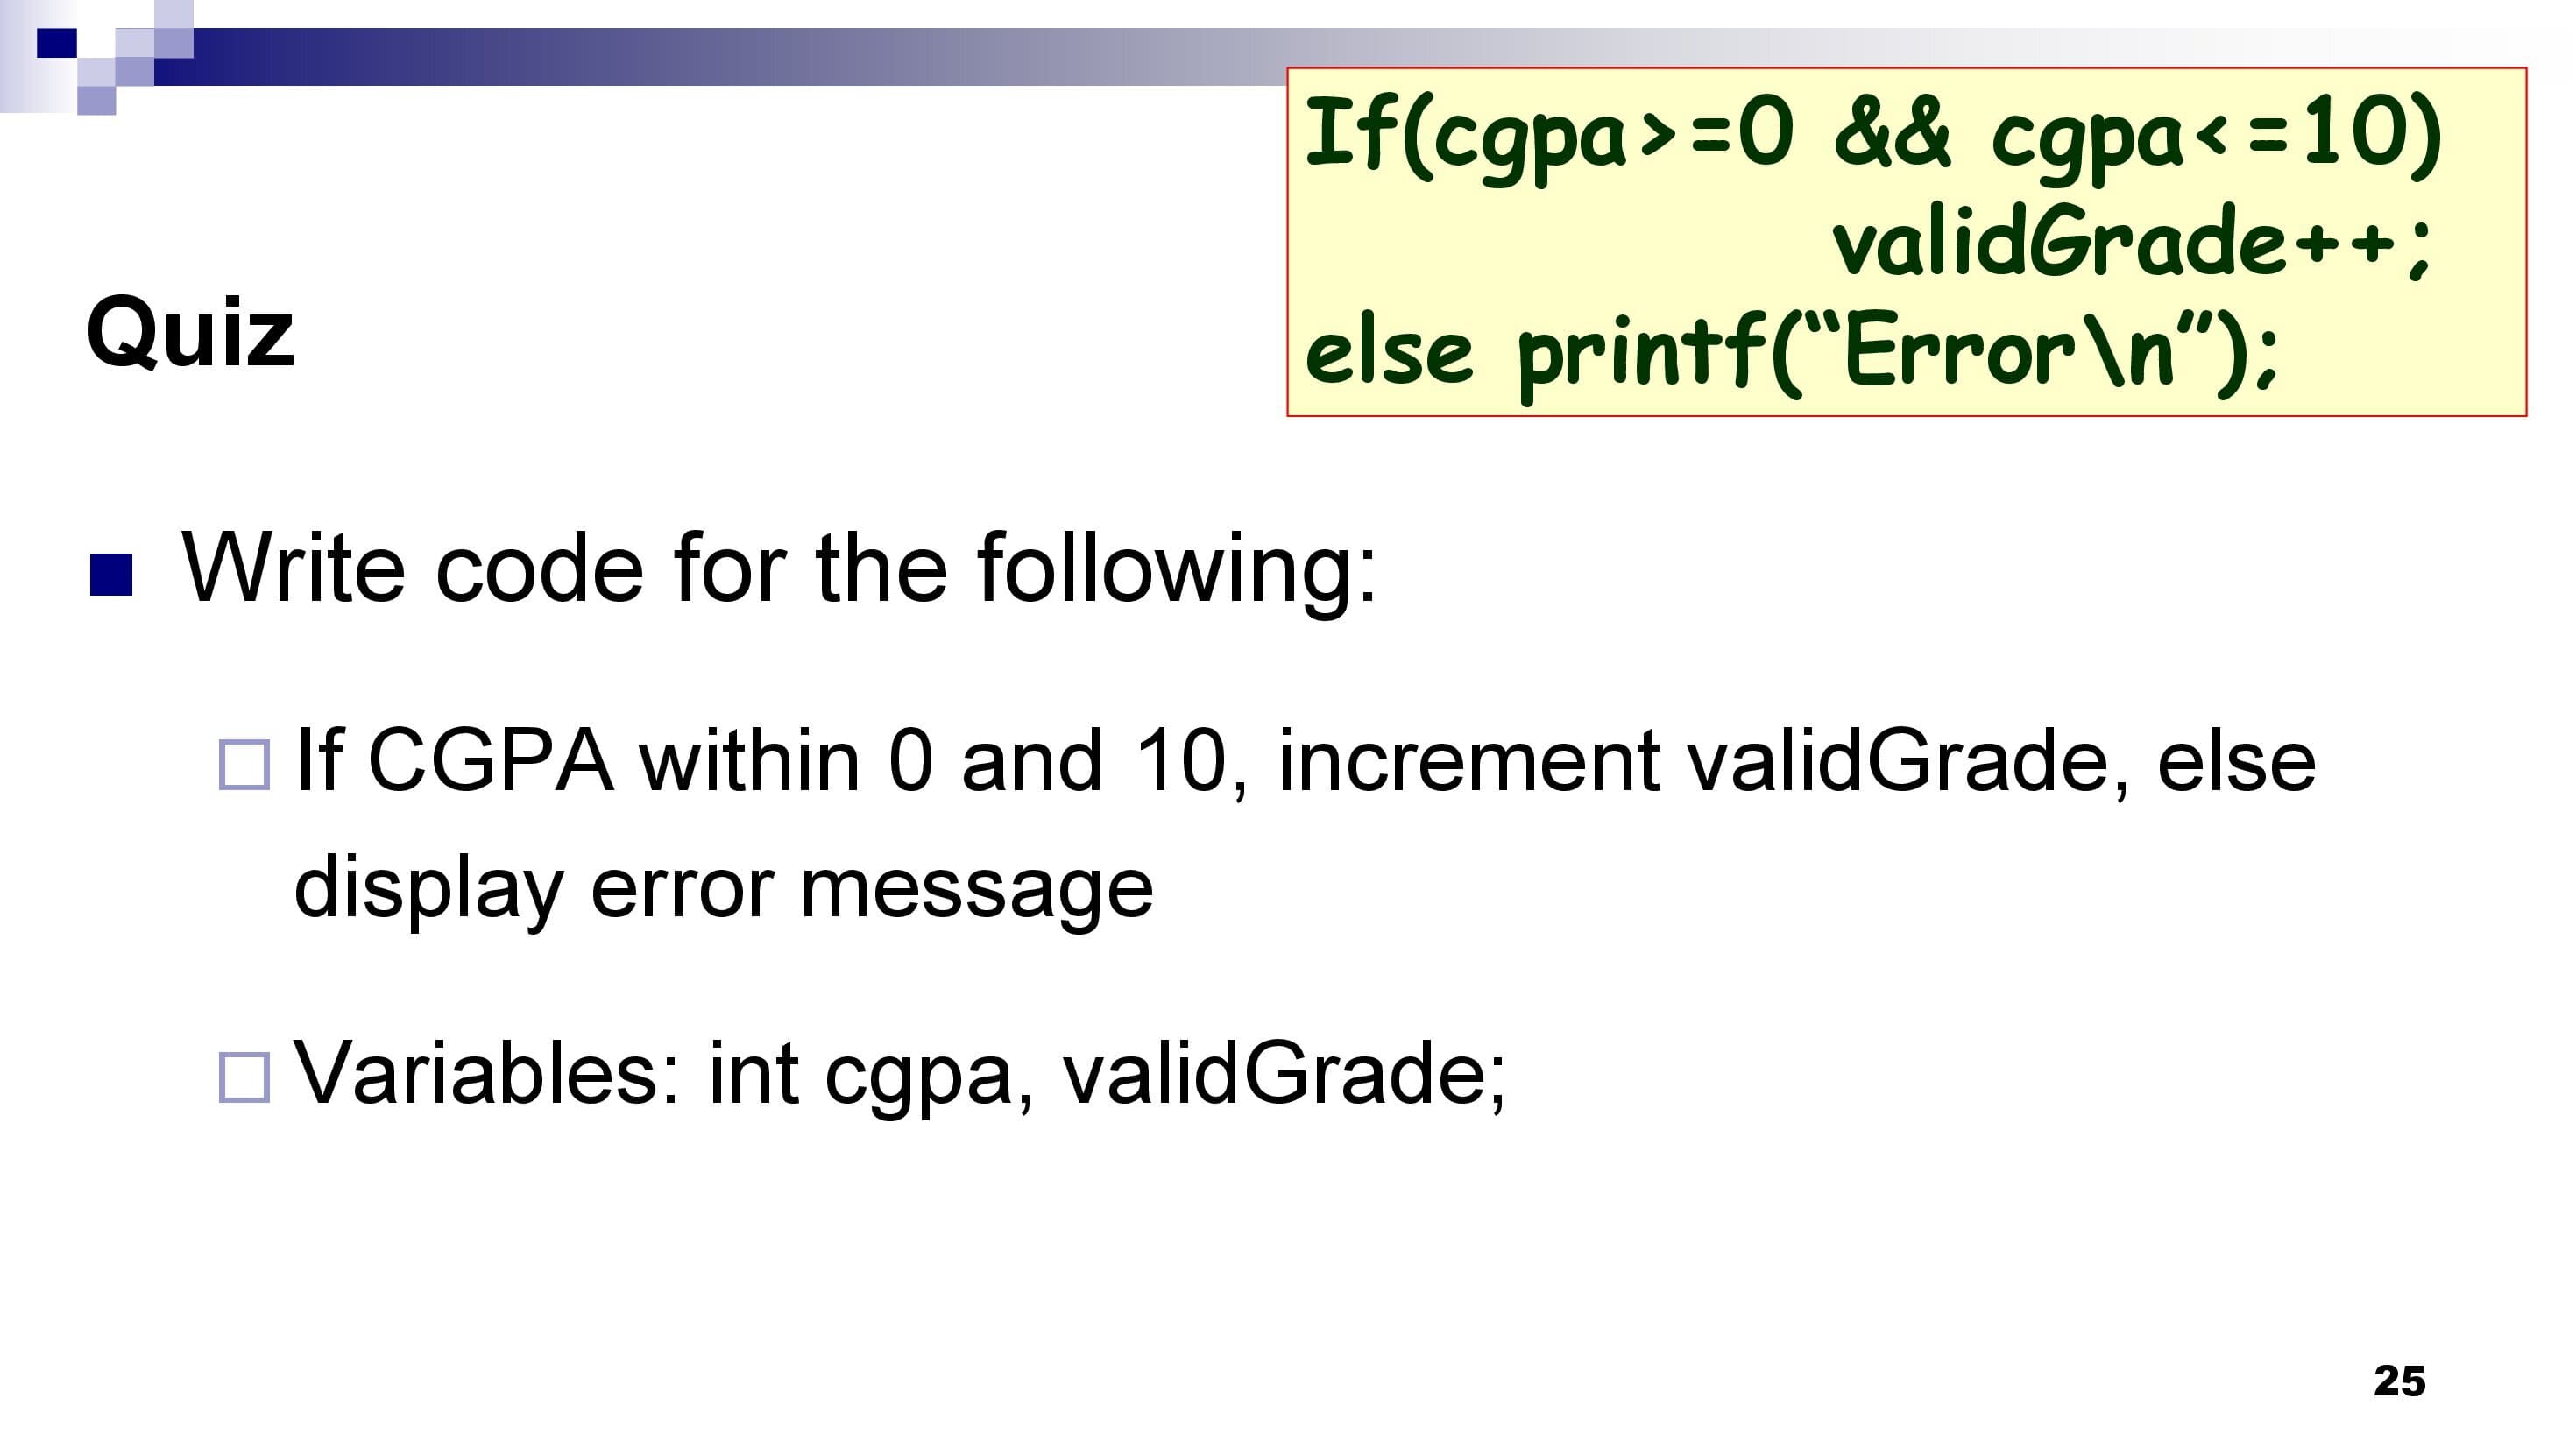 If(cgpa>=0 && cgpa<=10)
validGrade++;
else printf(“Error\n”);
Quiz
Write code for the following:
If CGPA within 0 and 10, increment validGrade, else
display error message
Variables: int cgpa, validGrade;
25